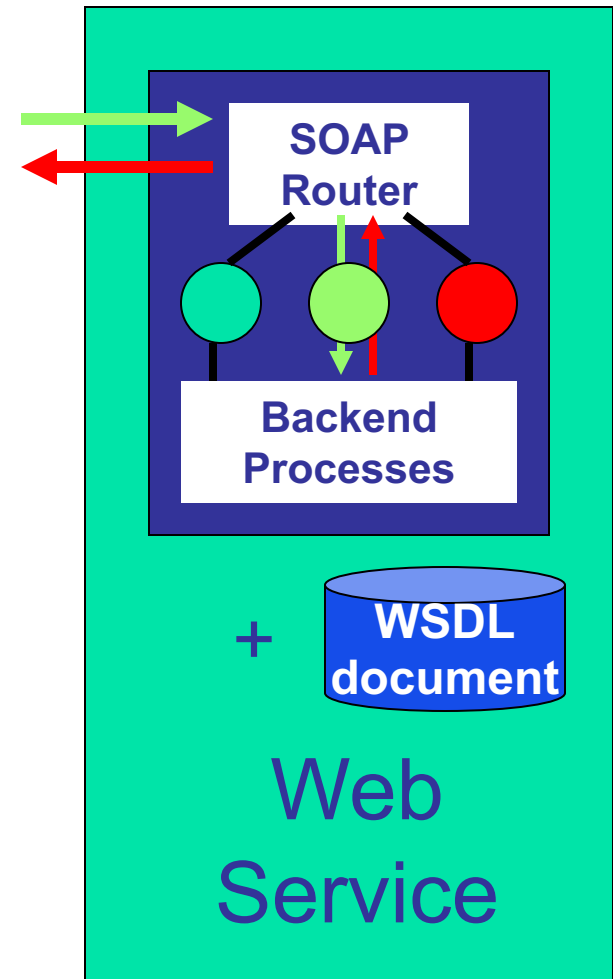 SOAP
Router
Backend
Processes
+
WSDL
document
Web
Service